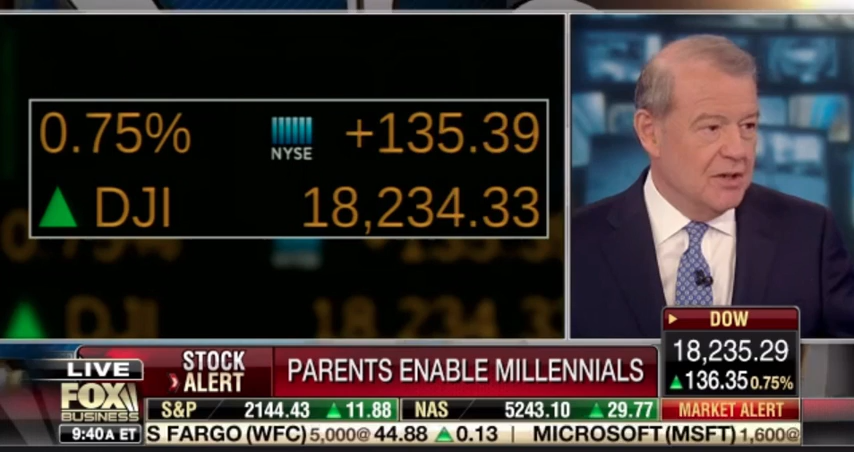 0.75% NYSE +135.39
▲ DJI 18,234.33
DOW
18,235.29
▲136.35 0.75%
MARKET ALERT
LIVE
FOX
BUSINESS
9:40A ET
STOCK
ALERT
PARENTS ENABLE MILLENNIALS
S&P 2144.43 ▲11.88 NAS 5243.10 ▲29.77
S FARGO (WFC) 5,000@ 44.88 ▲0.13 | MICROSOFT (MSFT) 1,600@